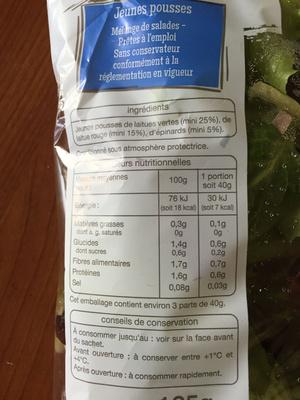 Jeunes pousses
Mélange de salades -
Prêtes à l'emploi
Sans conservateur
conformément à la
réglementation en vigueur
ingrédients
Jeunes pousses de laitues vertes (mini 25%), de
laitue rouge (mini 15%), d'épinards (mini 5%).
Conditionné sous atmosphère protectrice.
valeurs nutritionnelles
moyennes 100g 1 portion
pour : soit 40g
Energie : 76 kJ 30 kJ
(soit 18 kcal) (soit 7 kcal)
Matières grasses 0,3g 0,1g
dont a. g. saturés 0g 0g
Glucides 1,4g 0,6g
dont sucres 0,6g 0,2g
Fibres alimentaires 1,7g 0,7g
Protéines 1,6g 0,6g
Sel 0,08g 0,03g
Cet emballage contient environ 3 parts de 40g.
conseils de conservation
A consommer jusqu'au : voir sur la face avant
du sachet.
Avant ouverture : à conserver entre +1°C et
+4°C.
Après ouverture : à consommer rapidement.